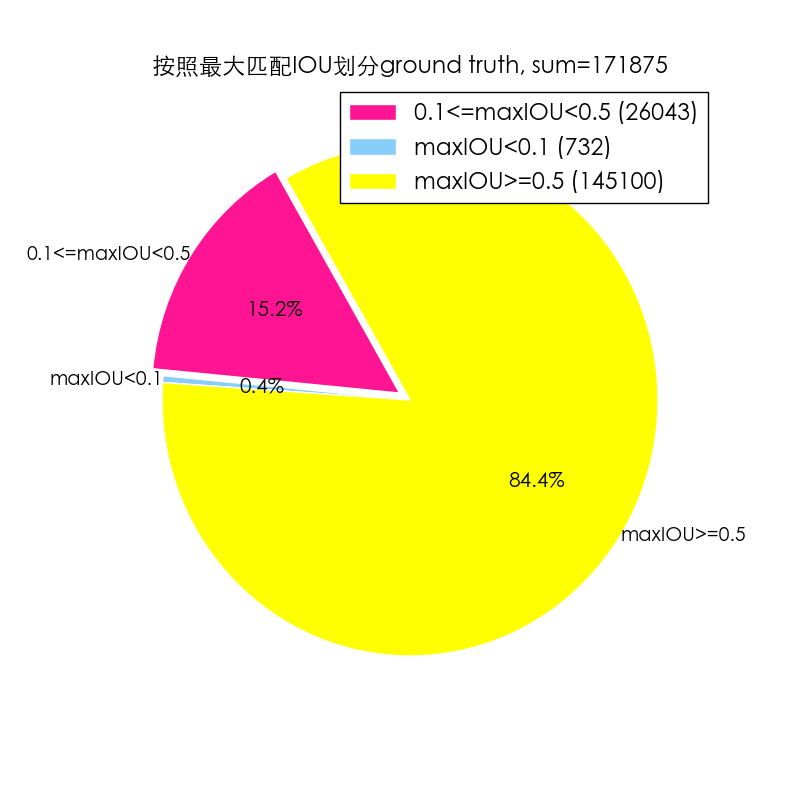 按照最大匹配IOU划分ground truth, sum=171875
0.1<=maxIOU<0.5 (26043)
maxIOU<0.1 (732)
maxIOU>=0.5 (145100)
0.1<=maxIOU<0.5
15.2%
maxIOU<0.1
0.4%
84.4%
maxIOU>=0.5